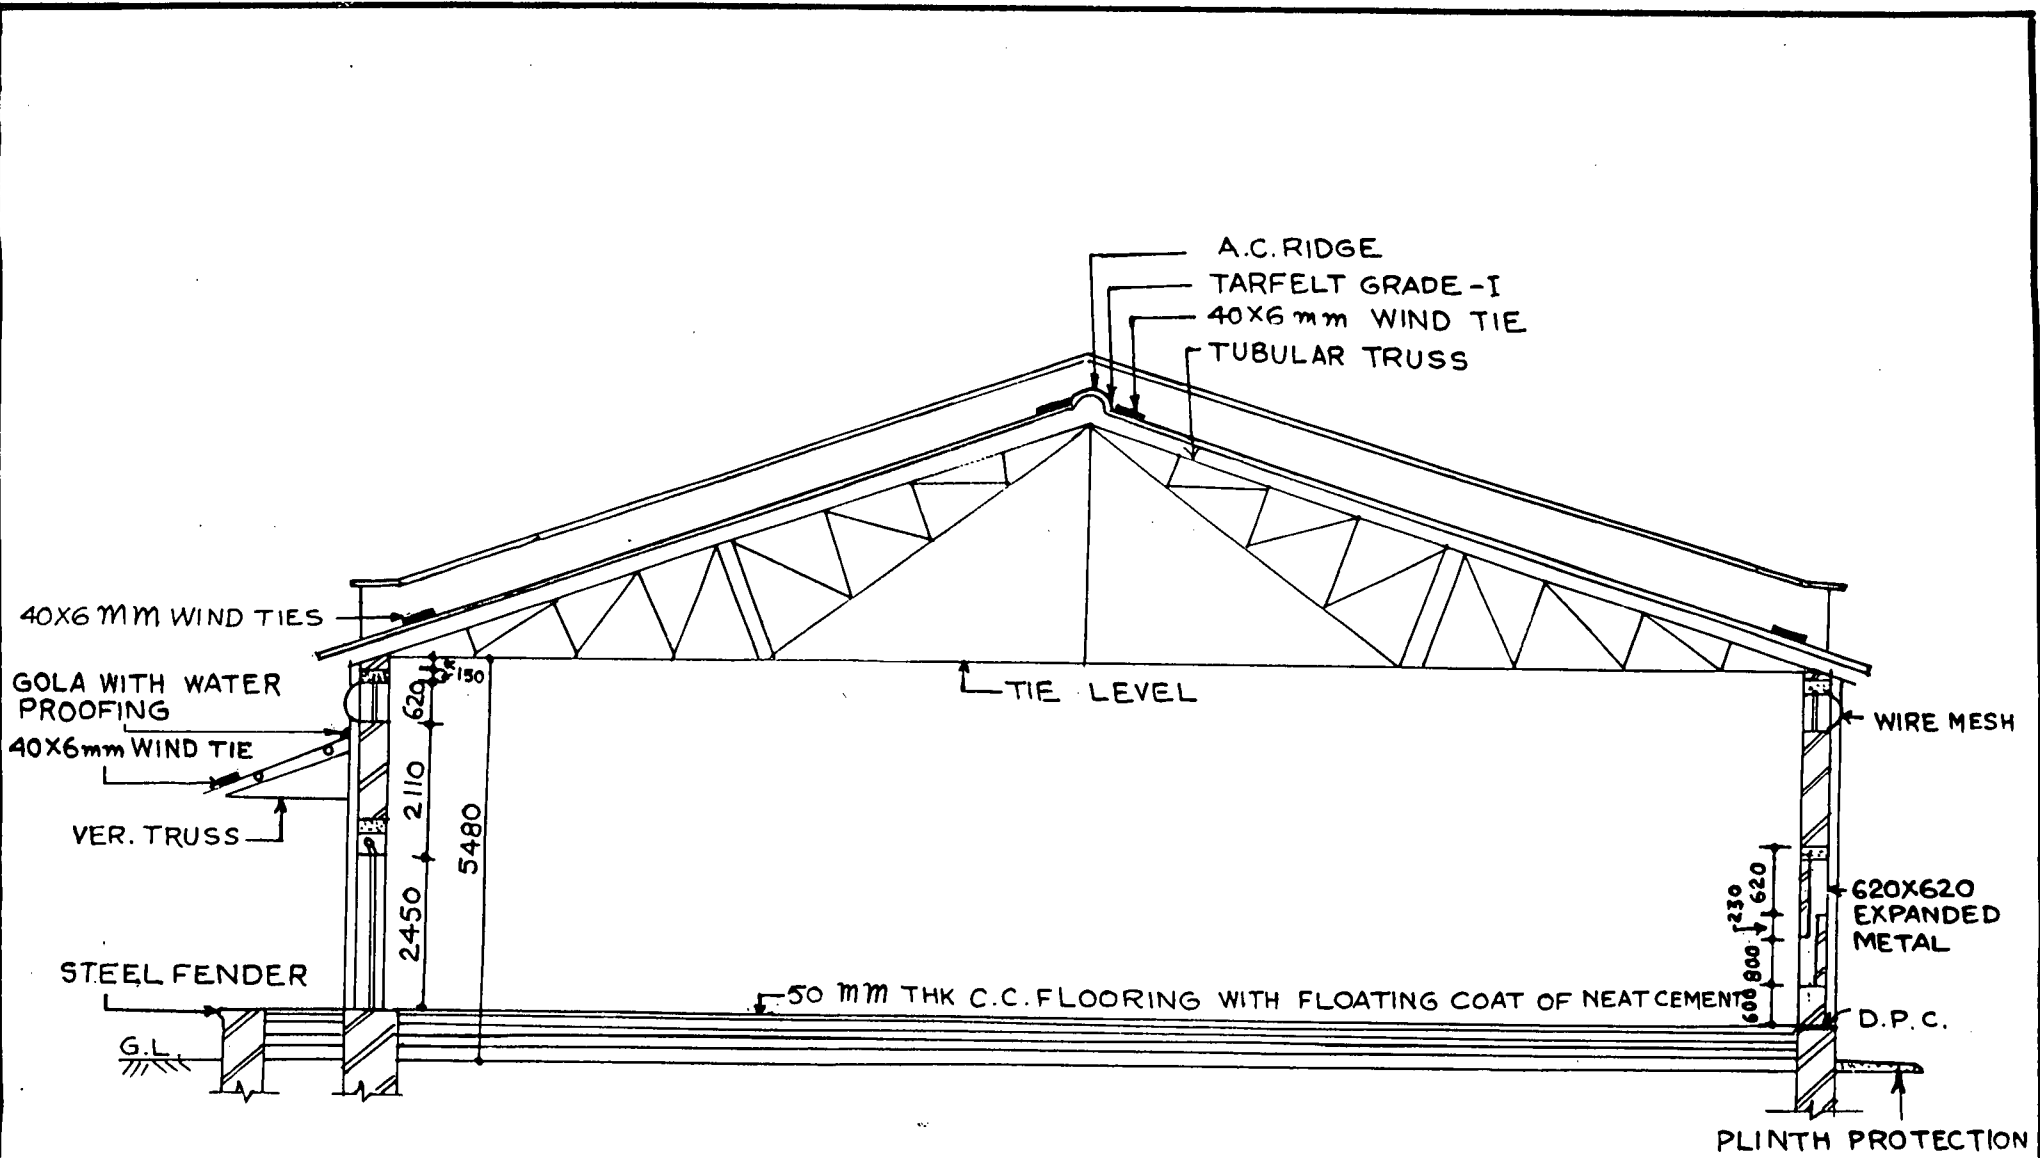 A.C. RIDGE
TARFELT GRADE-I
40X6 mm WIND TIE
TUBULAR TRUSS
40X6 MM WIND TIES
GOLA WITH WATER
PROOFING
40X6mm WIND TIE
VER. TRUSS
STEEL FENDER
G.L.
150
620
2110
2450
5480
TIE LEVEL
50 MM THK C.C. FLOORING WITH FLOATING COAT OF NEAT CEMENT
WIRE MESH
620
230
800
600
620X620
EXPANDED
METAL
D.P.C.
PLINTH PROTECTION